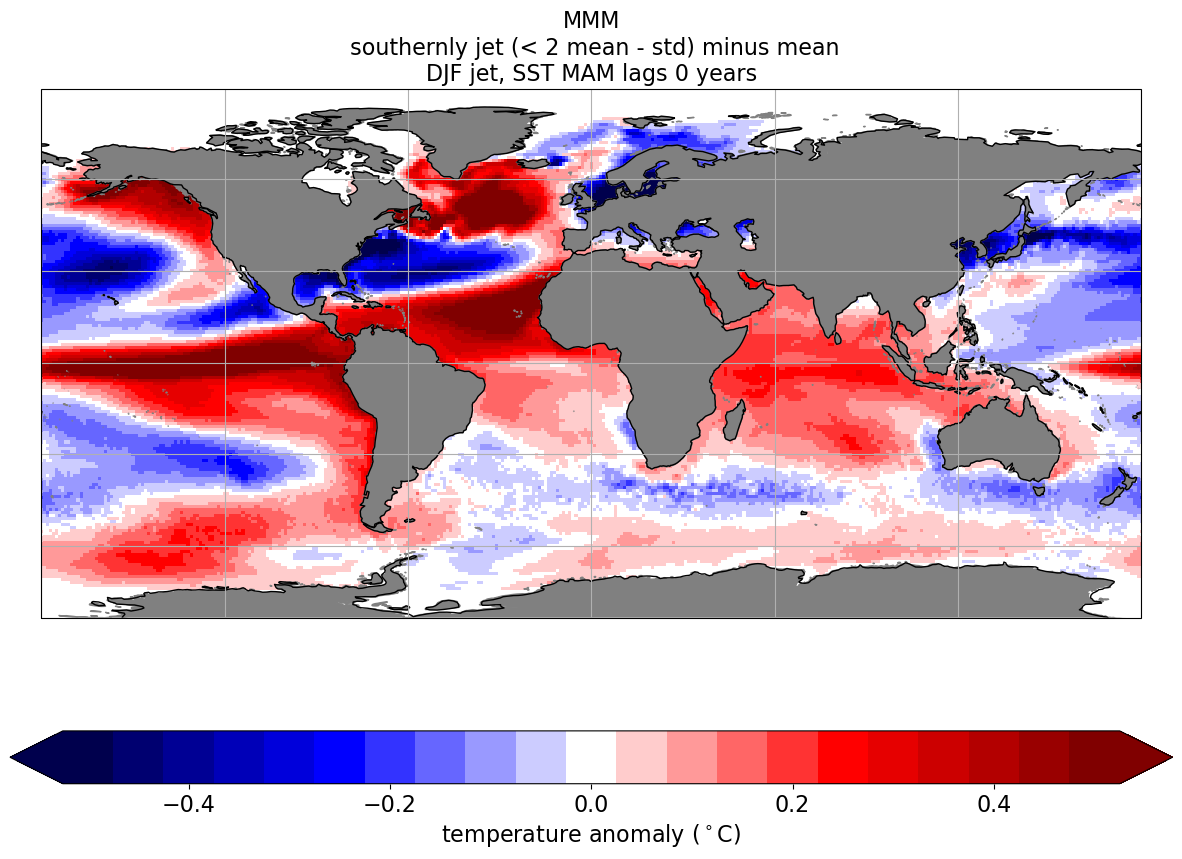 MMM
southernly jet (< 2 mean - std) minus mean
DJF jet, SST MAM lags 0 years
−0.4 −0.2 0.0 0.2 0.4
temperature anomaly (∘C)